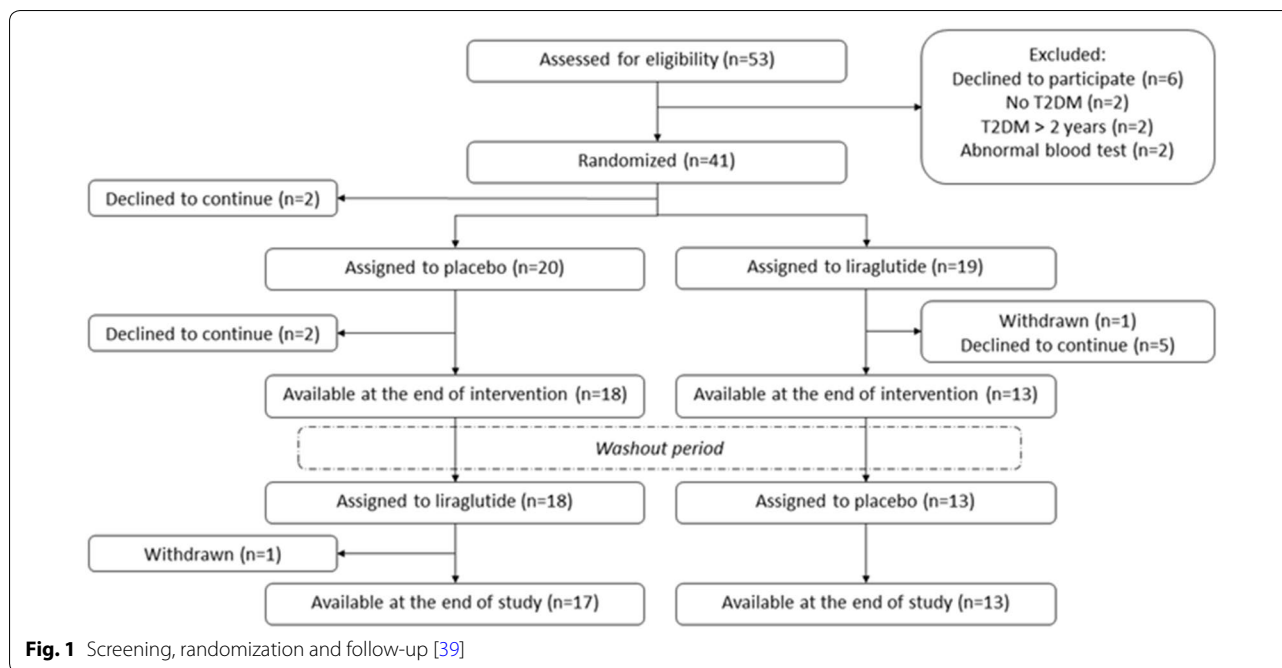 Assessed for eligibility (n=53)
Excluded:
Declined to participate (n=6)
No T2DM (n=2)
T2DM > 2 years (n=2)
Abnormal blood test (n=2)
Randomized (n=41)
Declined to continue (n=2)
Assigned to placebo (n=20)
Assigned to liraglutide (n=19)
Declined to continue (n=2)
Withdrawn (n=1)
Declined to continue (n=5)
Available at the end of intervention (n=18)
Available at the end of intervention (n=13)
Washout period
Assigned to liraglutide (n=18)
Assigned to placebo (n=13)
Withdrawn (n=1)
Available at the end of study (n=17)
Available at the end of study (n=13)
Fig. 1 Screening, randomization and follow-up [39]